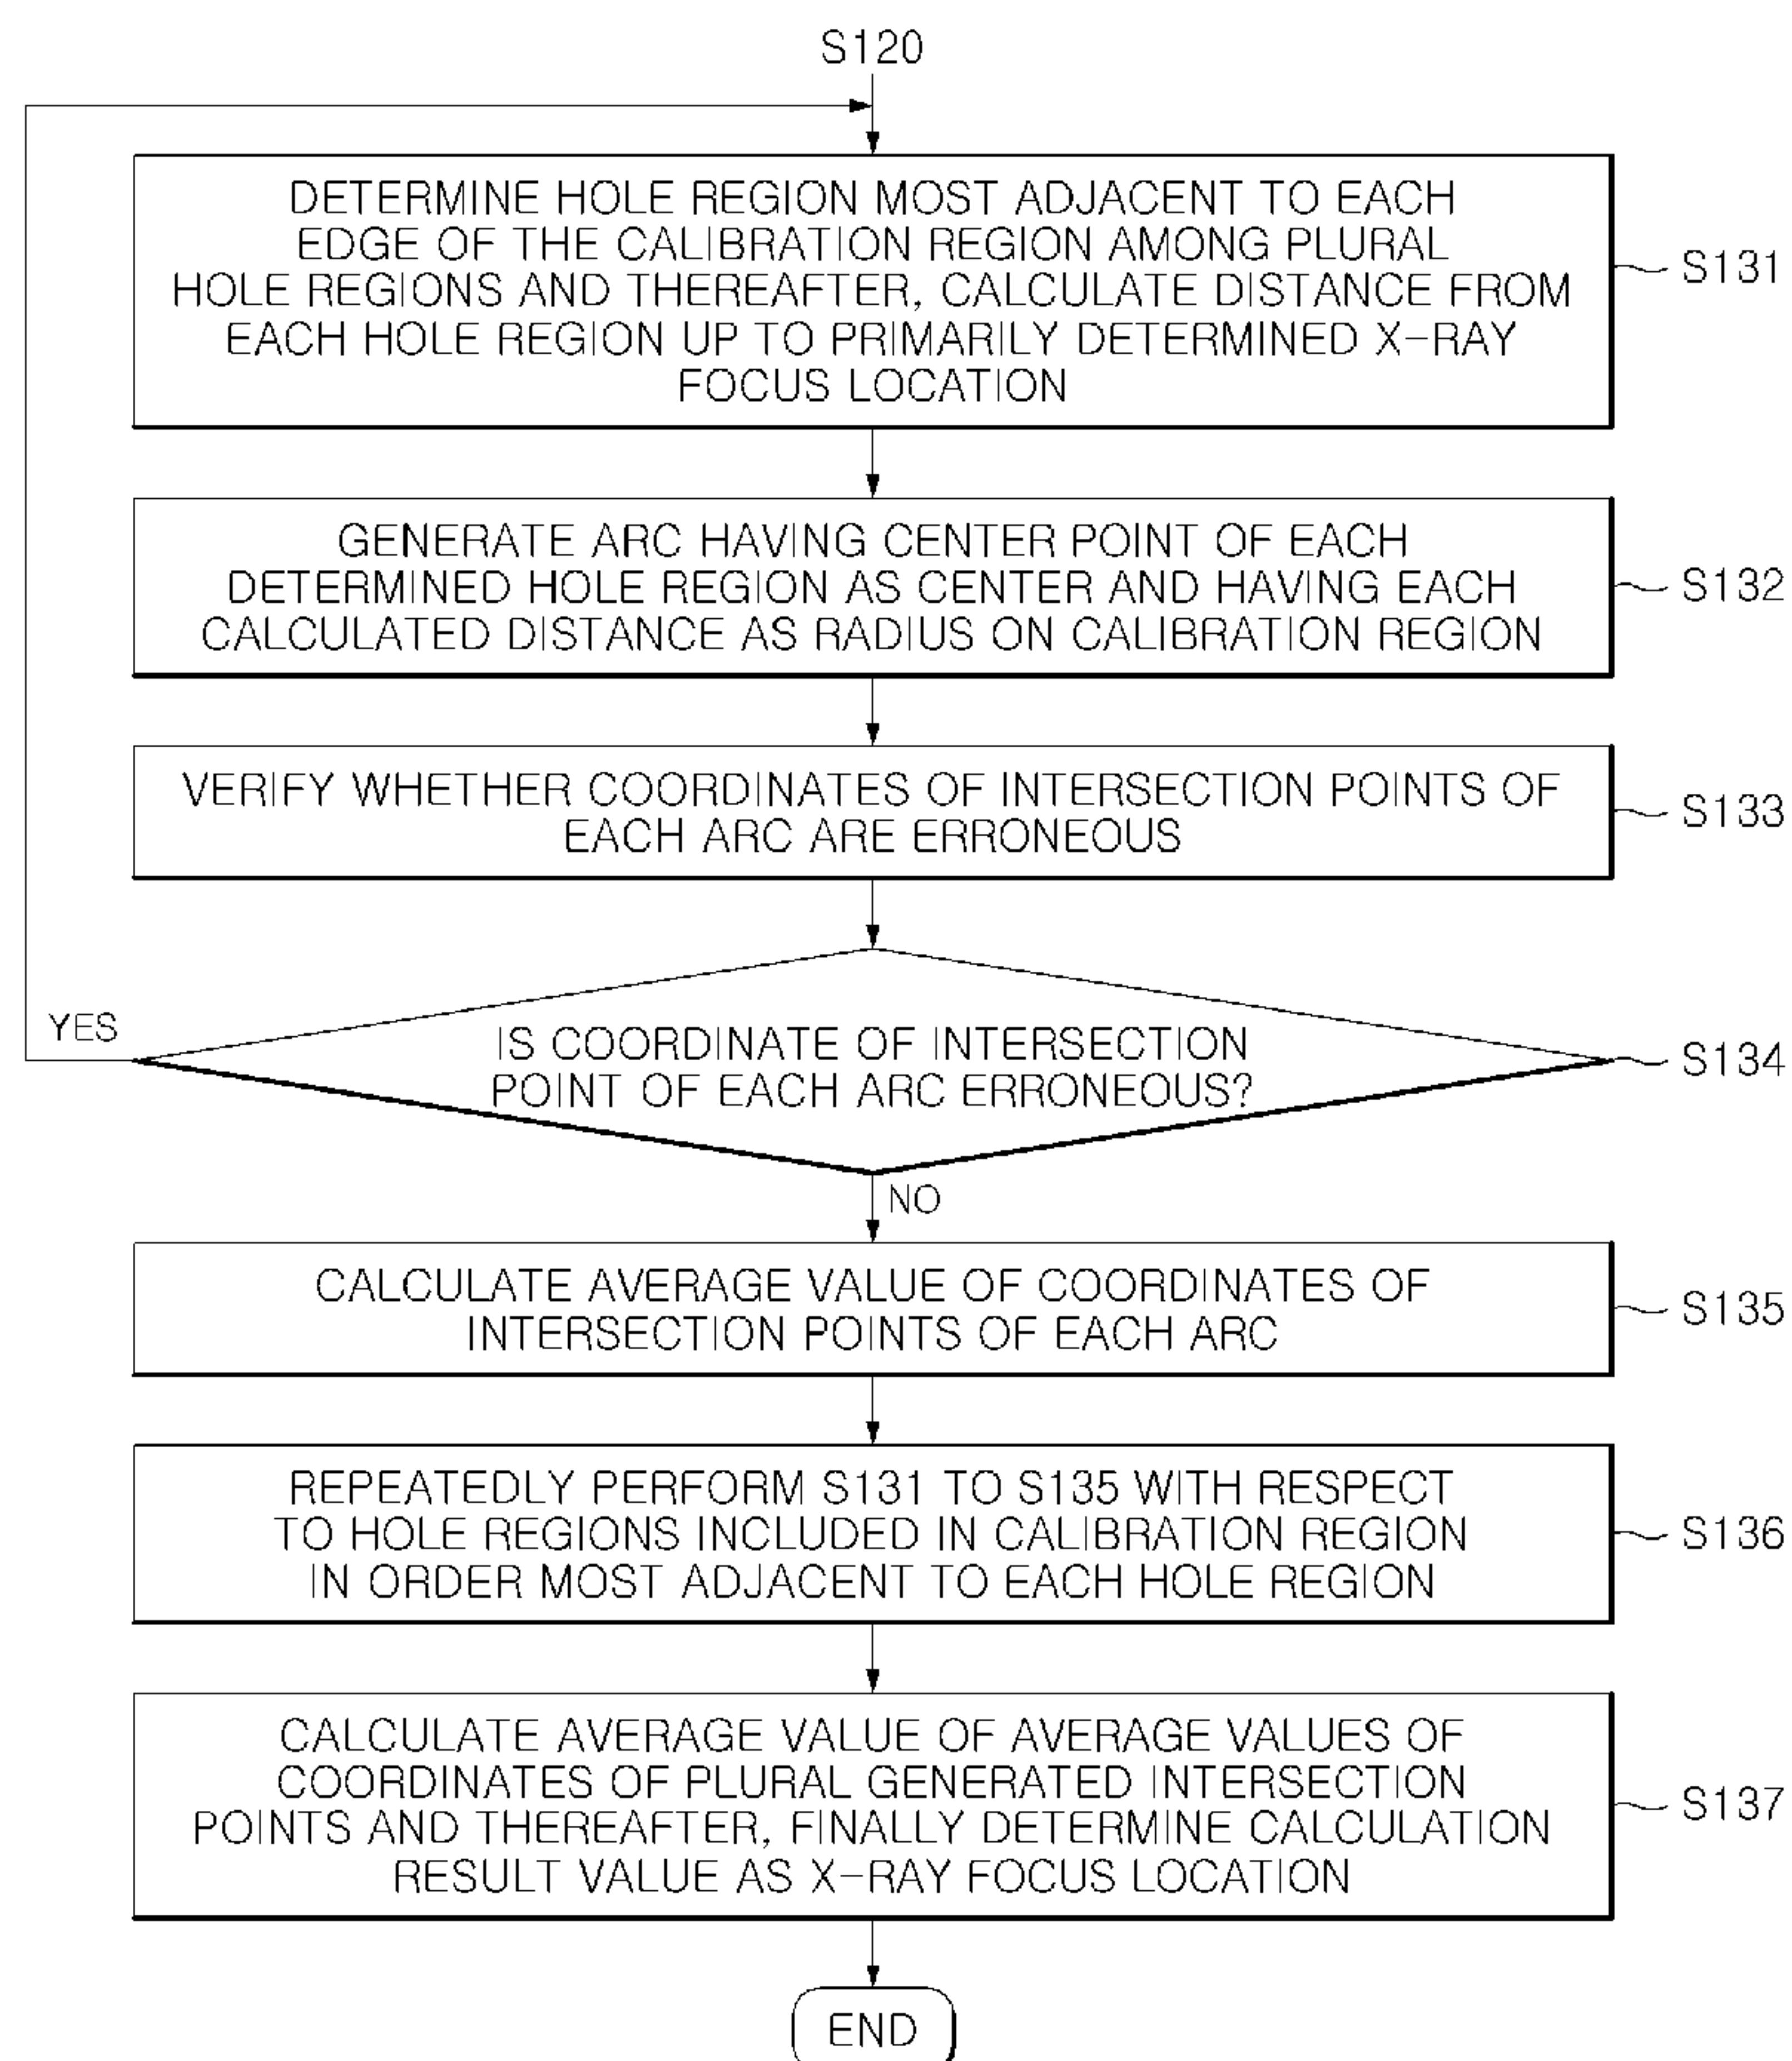 S120
DETERMINE HOLE REGION MOST ADJACENT TO EACH
EDGE OF THE CALIBRATION REGION AMONG PLURAL
HOLE REGIONS AND THEREAFTER, CALCULATE DISTANCE FROM
EACH HOLE REGION UP TO PRIMARILY DETERMINED X-RAY
FOCUS LOCATION
S131
GENERATE ARC HAVING CENTER POINT OF EACH
DETERMINED HOLE REGION AS CENTER AND HAVING EACH
CALCULATED DISTANCE AS RADIUS ON CALIBRATION REGION
S132
VERIFY WHETHER COORDINATES OF INTERSECTION POINTS OF
EACH ARC ARE ERRONEOUS
S133
YES
IS COORDINATE OF INTERSECTION
POINT OF EACH ARC ERRONEOUS?
S134
NO
CALCULATE AVERAGE VALUE OF COORDINATES OF
INTERSECTION POINTS OF EACH ARC
S135
REPEATEDLY PERFORM S131 TO S135 WITH RESPECT
TO HOLE REGIONS INCLUDED IN CALIBRATION REGION
IN ORDER MOST ADJACENT TO EACH HOLE REGION
S136
CALCULATE AVERAGE VALUE OF AVERAGE VALUES OF
COORDINATES OF PLURAL GENERATED INTERSECTION
POINTS AND THEREAFTER, FINALLY DETERMINE CALCULATION
RESULT VALUE AS X-RAY FOCUS LOCATION
S137
END